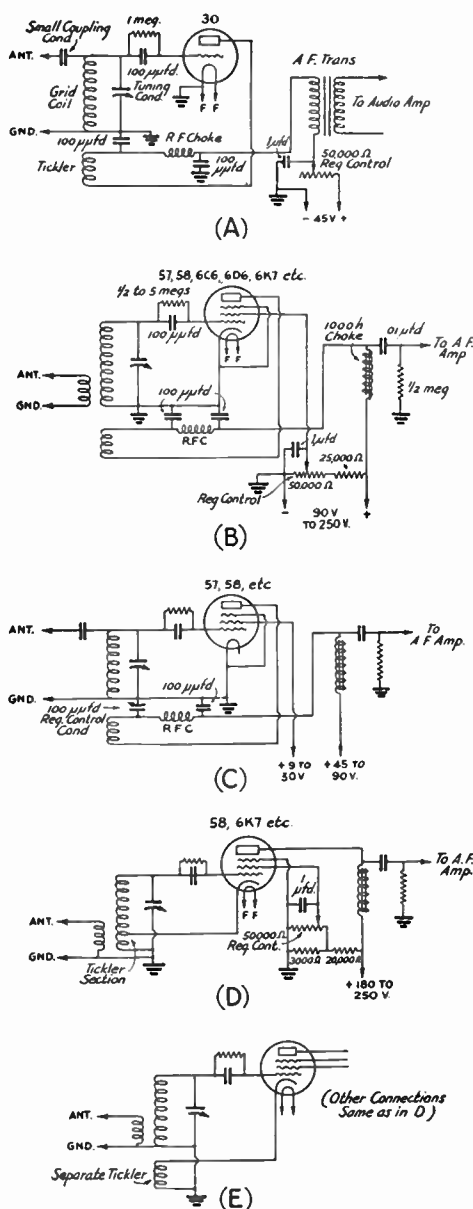 Small Coupling
Cond
1 meg.
30
ANT.
100 μμfd.
Grid
Coil
Tuning
Cond.
F F
A.F. Trans
To Audio Amp
GND.
100 μμfd
RF Choke
1 μfd
50,000 Ω
Reg Control
Tickler
100
μμfd
- 45V +
(A)
57, 58, 6C6, 6D6, 6K7 etc.
1/2 to 5 megs
100 μμfd
F F
1000 h
Choke
.01 μfd
To A.F.
Amp.
ANT.
GND.
100 μμfd
1/2 meg
RFC
1 μfd
25,000 Ω
50,000 Ω
Reg Control
- 90 V +
TO 250 V.
(B)
57, 58, etc
ANT.
To
A F Amp.
GND.
100 μμfd
100 μμfd
Reg. Control
Cond
RFC
+9 TO
30 V
+45 TO
90 V.
(C)
58, 6K7 etc.
To A.F.
Amp.
F F
1
μfd.
ANT.
50000 Ω
Reg Cont.
GND.
Tickler
Section
3000 Ω
20,000 Ω
+180 TO
250 V.
(D)
(Other Connections
Same as in D)
ANT.
GND.
Separate Tickler
(E)